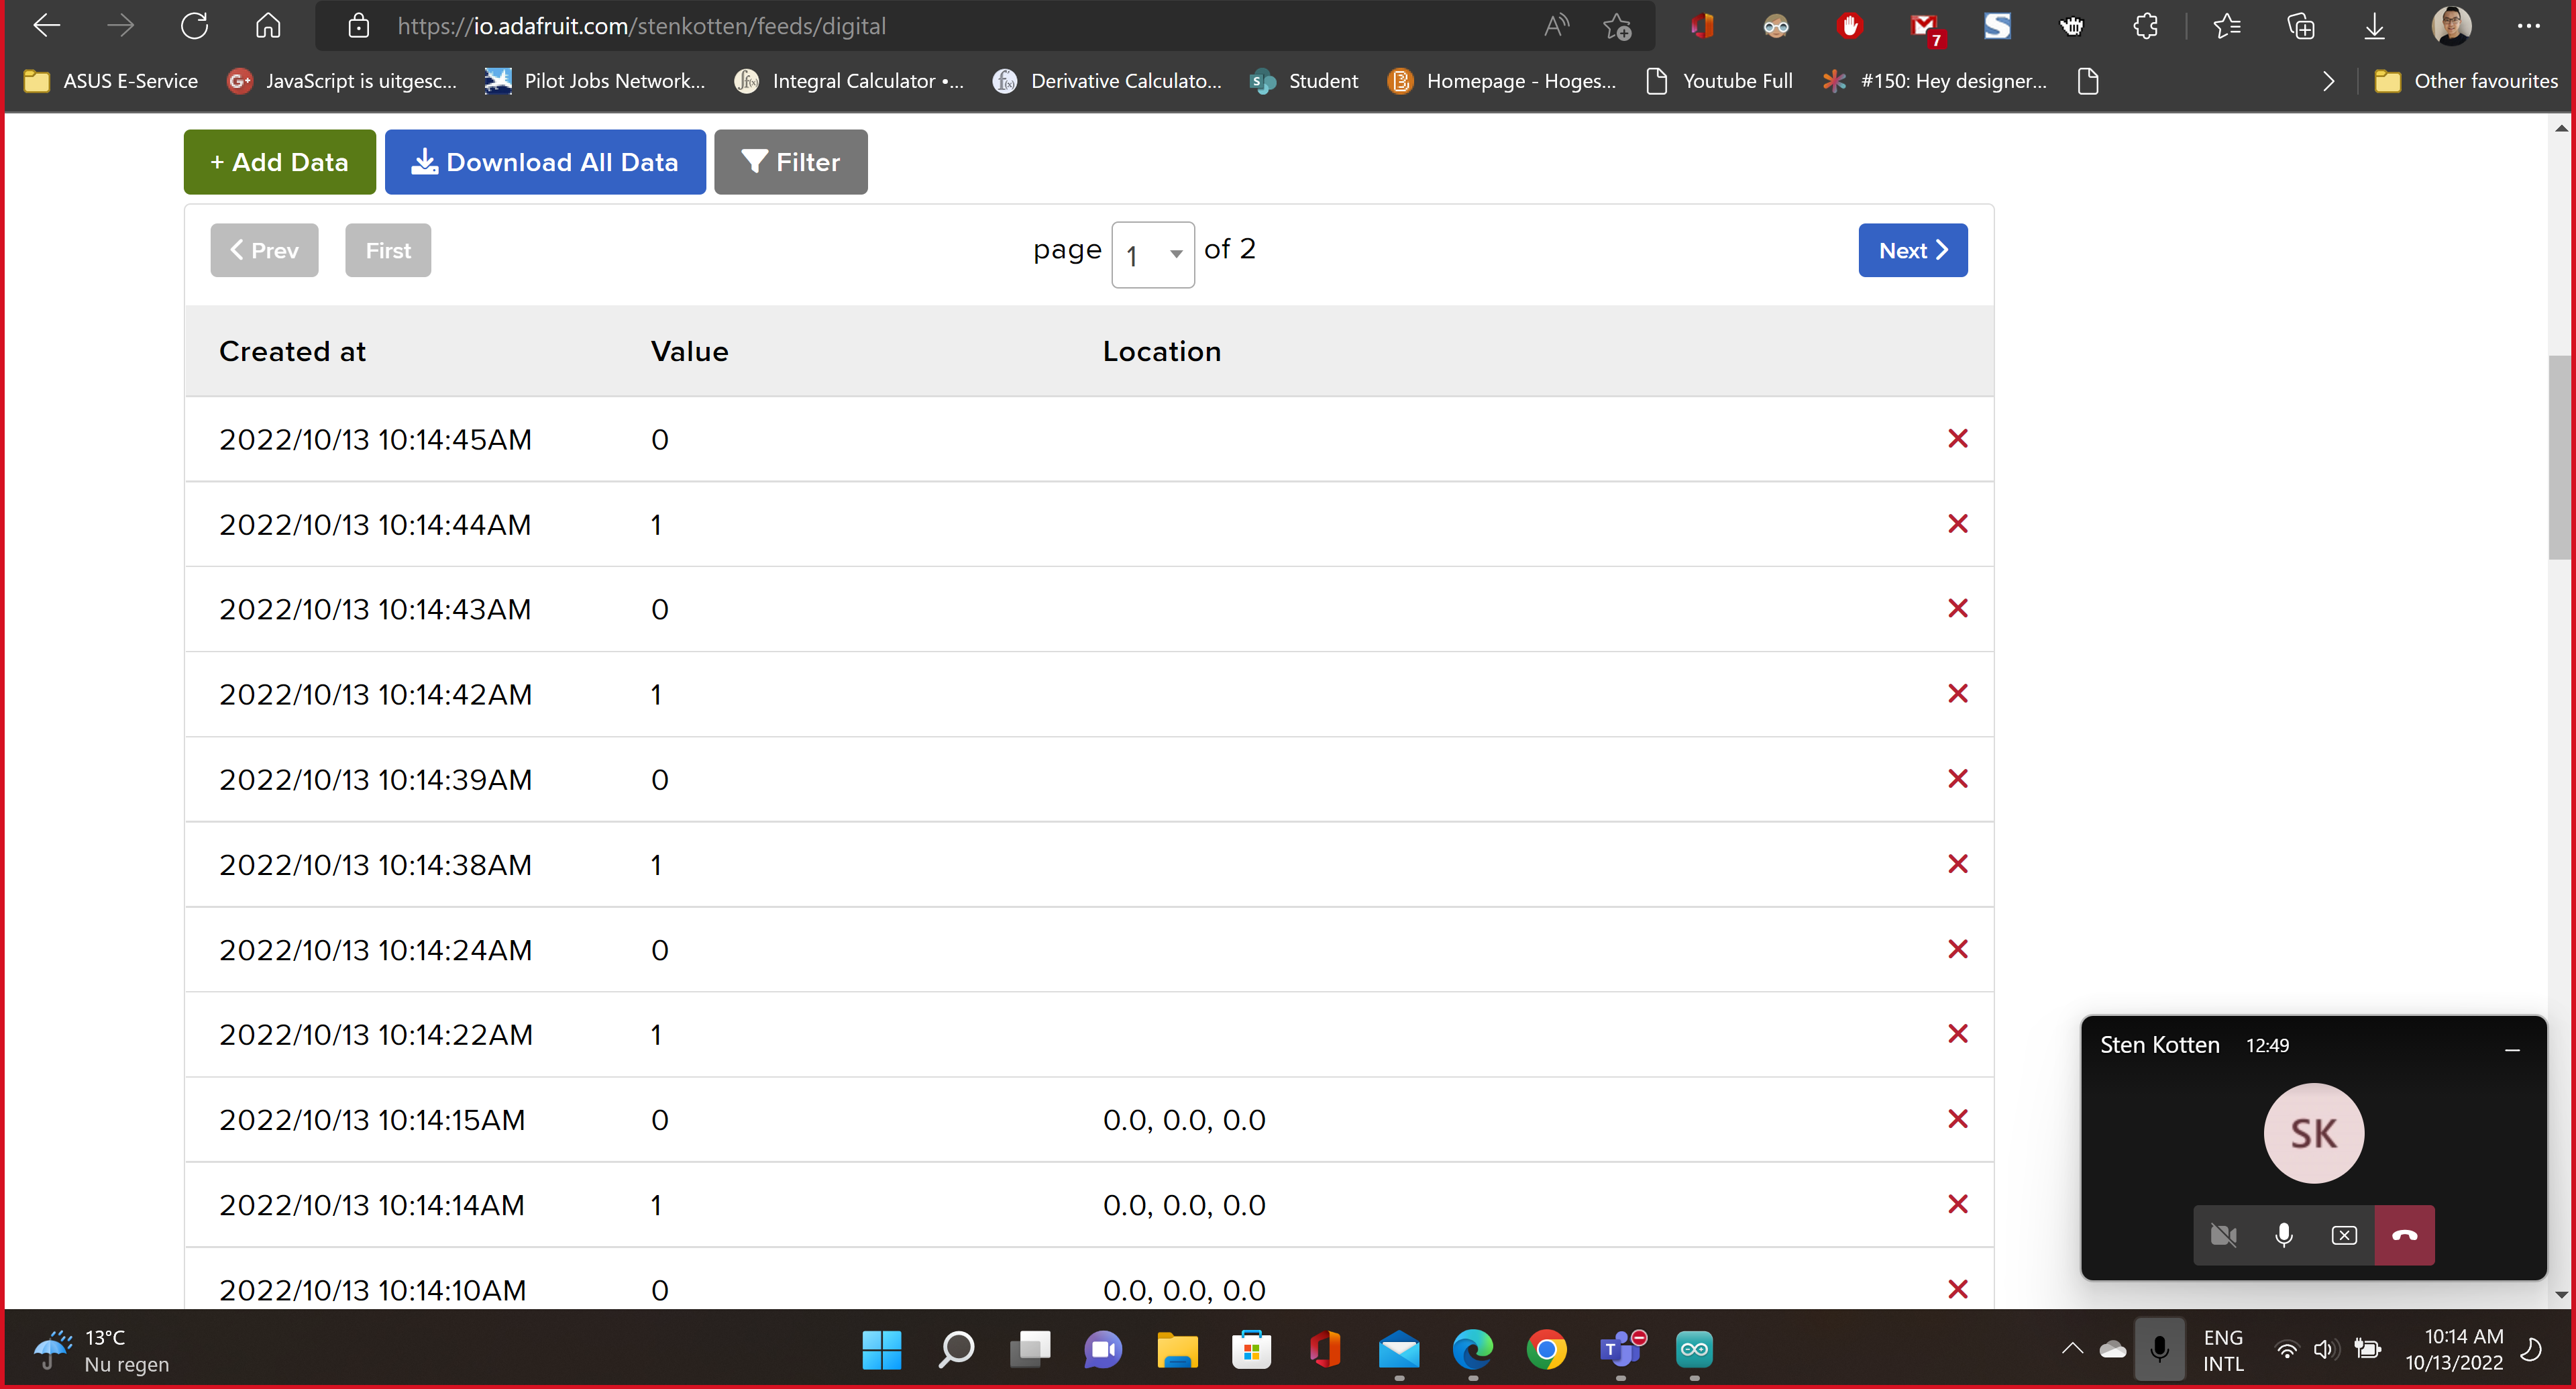 https://io.adafruit.com/stenkotten/feeds/digital
7
ASUS E-Service
JavaScript is uitgesc...
Pilot Jobs Network...
Integral Calculator •...
Derivative Calculato...
Student
Homepage - Hoges...
Youtube Full
#150: Hey designer...
Other favourites
+ Add Data
Download All Data
Filter
Prev
First
page 1 of 2
Next
Created at Value Location
2022/10/13 10:14:45AM 0
2022/10/13 10:14:44AM 1
2022/10/13 10:14:43AM 0
2022/10/13 10:14:42AM 1
2022/10/13 10:14:39AM 0
2022/10/13 10:14:38AM 1
2022/10/13 10:14:24AM 0
2022/10/13 10:14:22AM 1
2022/10/13 10:14:15AM 0 0.0, 0.0, 0.0
2022/10/13 10:14:14AM 1 0.0, 0.0, 0.0
2022/10/13 10:14:10AM 0 0.0, 0.0, 0.0
Sten Kotten 12:49
SK
13°C
Nu regen
ENG
INTL
10:14 AM
10/13/2022